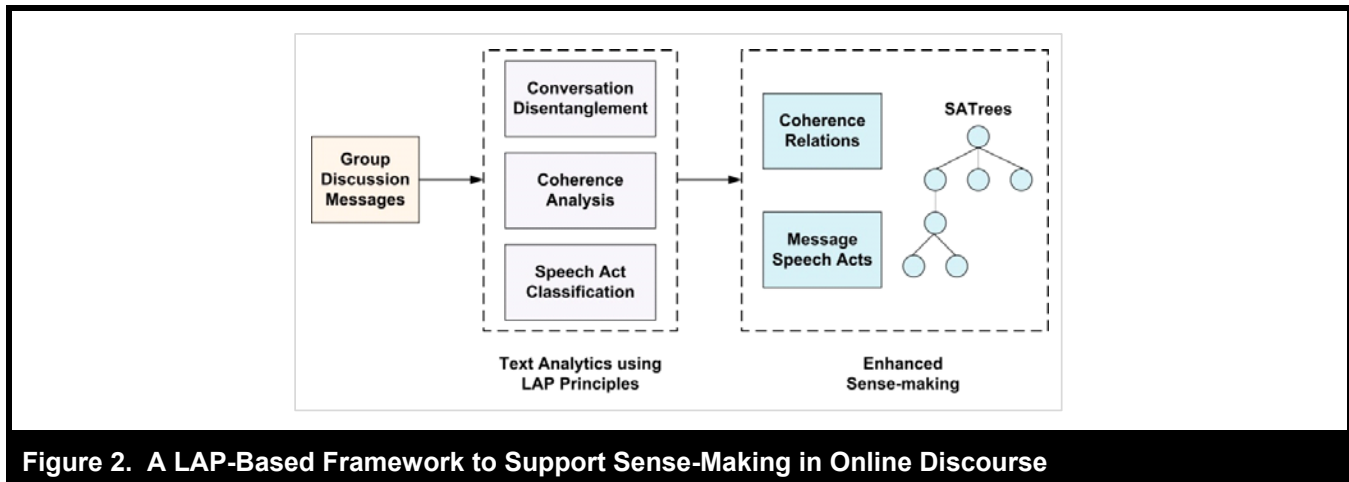 Group
Discussion
Messages
Conversation
Disentanglement
Coherence
Analysis
Speech Act
Classification
Text Analytics using
LAP Principles
Coherence
Relations
Message
Speech Acts
SATrees
Enhanced
Sense-making
Figure 2. A LAP-Based Framework to Support Sense-Making in Online Discourse